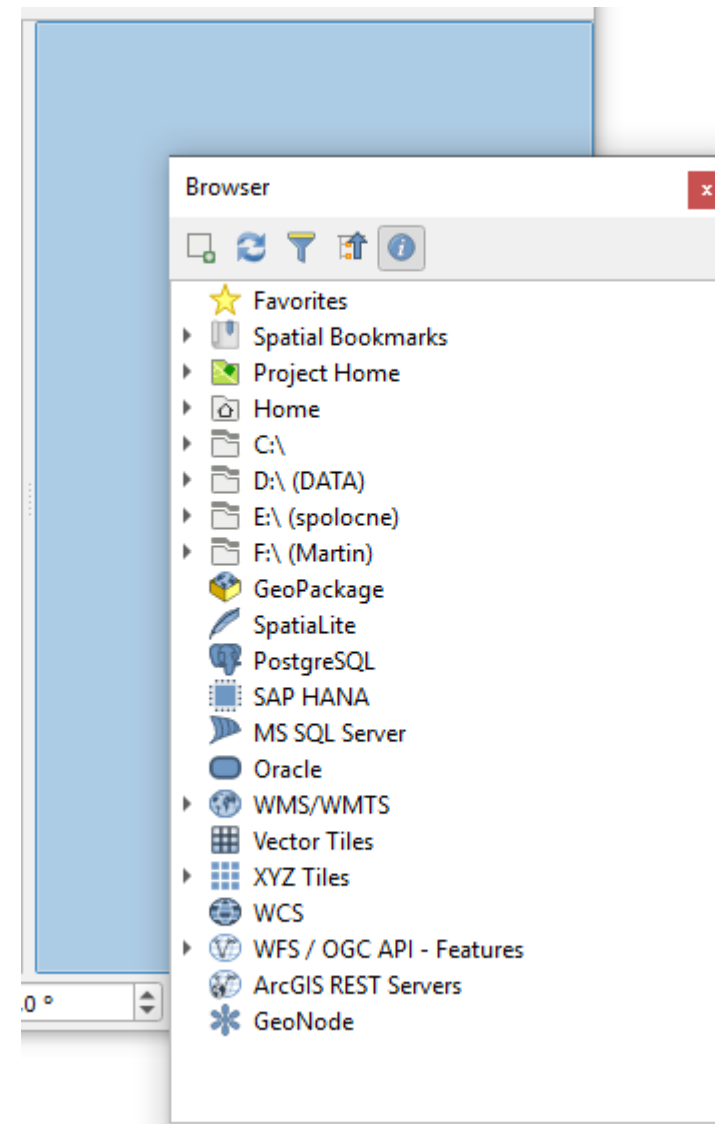 Browser
x
Favorites
Spatial Bookmarks
Project Home
Home
C:\
D:\ (DATA)
E:\ (spolocne)
F:\ (Martin)
GeoPackage
SpatiaLite
PostgreSQL
SAP HANA
MS SQL Server
Oracle
WMS/WMTS
Vector Tiles
XYZ Tiles
WCS
WFS / OGC API - Features
ArcGIS REST Servers
GeoNode
0 °